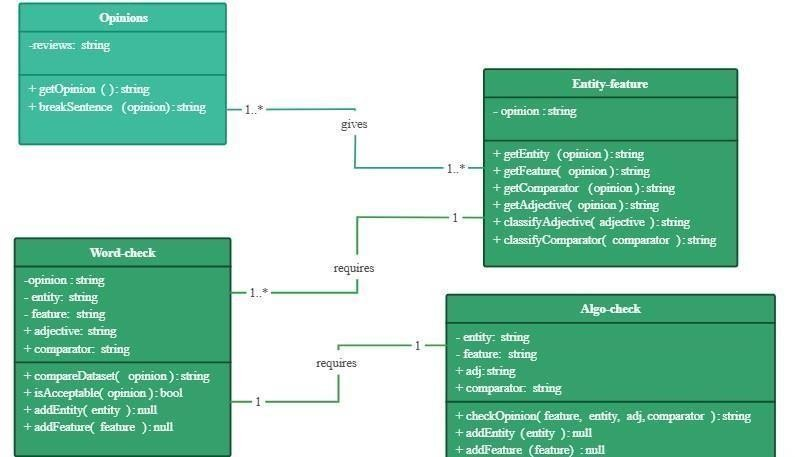 Opinions
-reviews: string
+ getOpinion ( ): string
+ breakSentence (opinion): string
1..*
gives
1..*
Entity-feature
- opinion : string
+ getEntity (opinion): string
+ getFeature( opinion): string
+ getComparator (opinion): string
+ getAdjective( opinion): string
+ classifyAdjective( adjective ): string
+ classifyComparator( comparator ): string
1
requires
1..*
Word-check
-opinion : string
- entity: string
- feature: string
+ adjective: string
+ comparator: string
+ compareDataset( opinion): string
+ isAcceptable( opinion): bool
+ addEntity( entity ): null
+ addFeature( feature ): null
1
requires
1
Algo-check
- entity: string
- feature: string
+ adj: string
+ comparator: string
+ checkOpinion( feature, entity, adj,comparator ): string
+ addEntity (entity ): null
+ addFeature (feature) : null